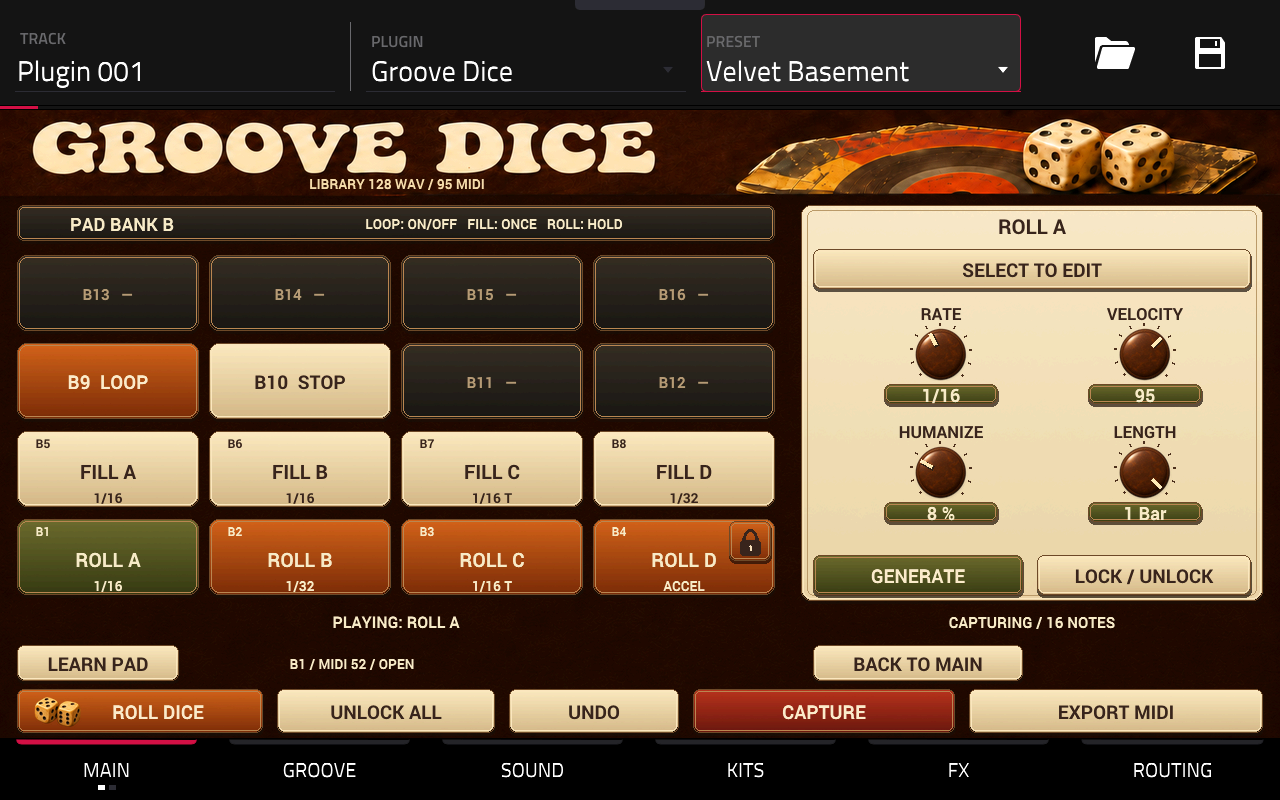 TRACK
Plugin 001
PLUGIN
Groove Dice
PRESET
Velvet Basement
GROOVE DICE
LIBRARY 128 WAV / 95 MIDI
PAD BANK B
LOOP: ON/OFF FILL: ONCE ROLL: HOLD
B13 –
B14 –
B15 –
B16 –
B9 LOOP
B10 STOP
B11 –
B12 –
B5
FILL A
1/16
B6
FILL B
1/16
B7
FILL C
1/16 T
B8
FILL D
1/32
B1
ROLL A
1/16
B2
ROLL B
1/32
B3
ROLL C
1/16 T
B4
ROLL D
ACCEL
1
PLAYING: ROLL A
ROLL A
SELECT TO EDIT
RATE
1/16
VELOCITY
95
HUMANIZE
8 %
LENGTH
1 Bar
GENERATE
LOCK / UNLOCK
CAPTURING / 16 NOTES
LEARN PAD
B1 / MIDI 52 / OPEN
BACK TO MAIN
ROLL DICE
UNLOCK ALL
UNDO
CAPTURE
EXPORT MIDI
MAIN
GROOVE
SOUND
KITS
FX
ROUTING